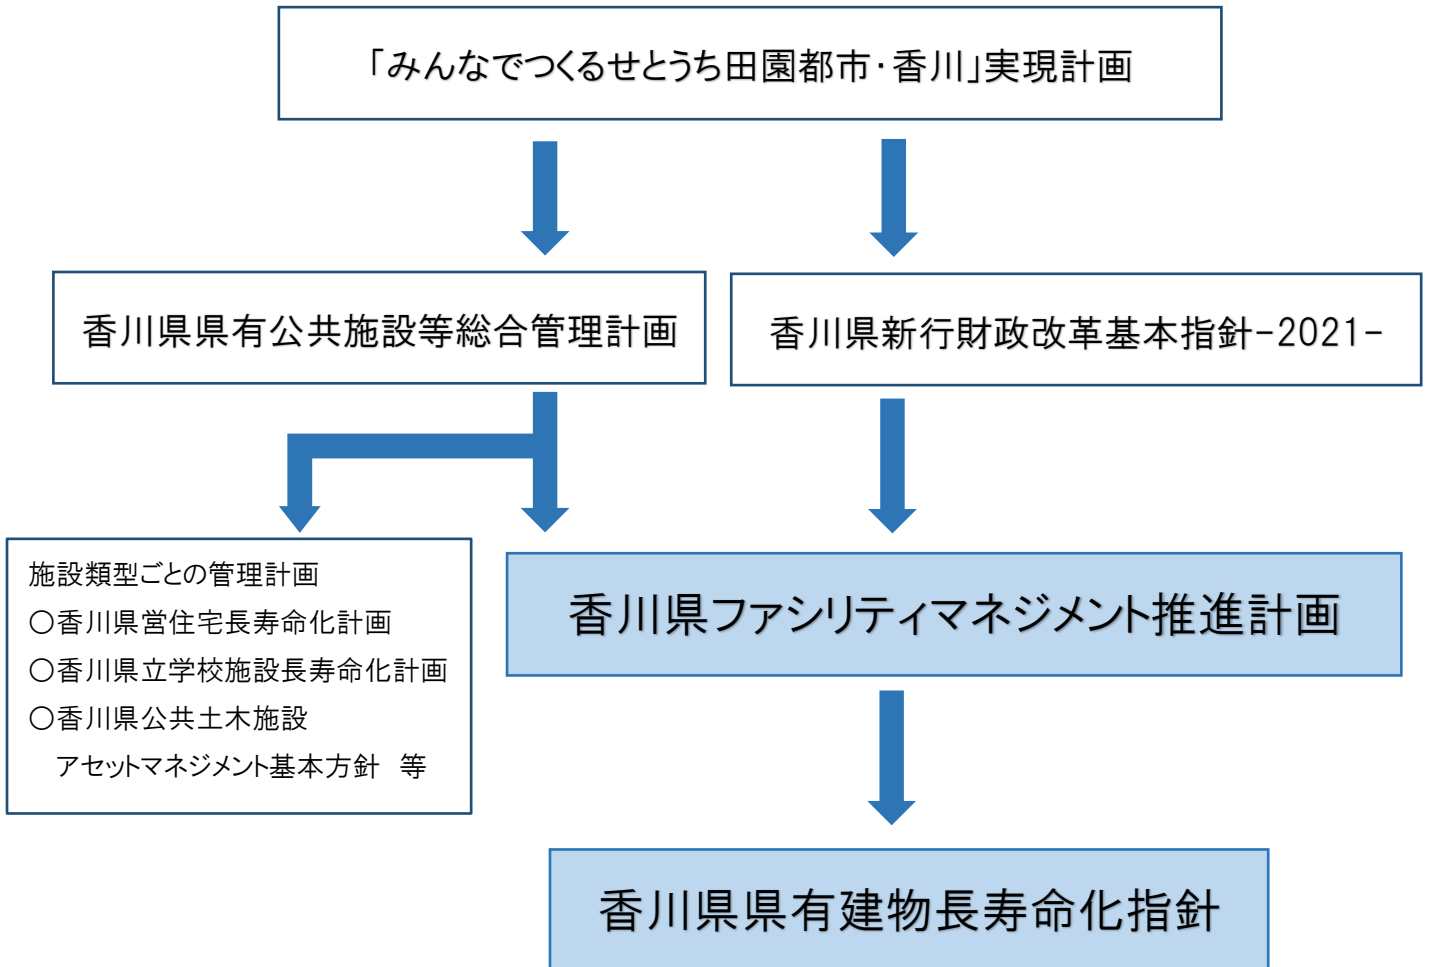 「みんなでつくるせとうち田園都市・香川」実現計画
香川県県有公共施設等総合管理計画
香川県新行財政改革基本指針-2021-
施設類型ごとの管理計画
〇香川県営住宅長寿命化計画
〇香川県立学校施設長寿命化計画
〇香川県公共土木施設
アセットマネジメント基本方針　等
香川県ファシリティマネジメント推進計画
香川県県有建物長寿命化指針